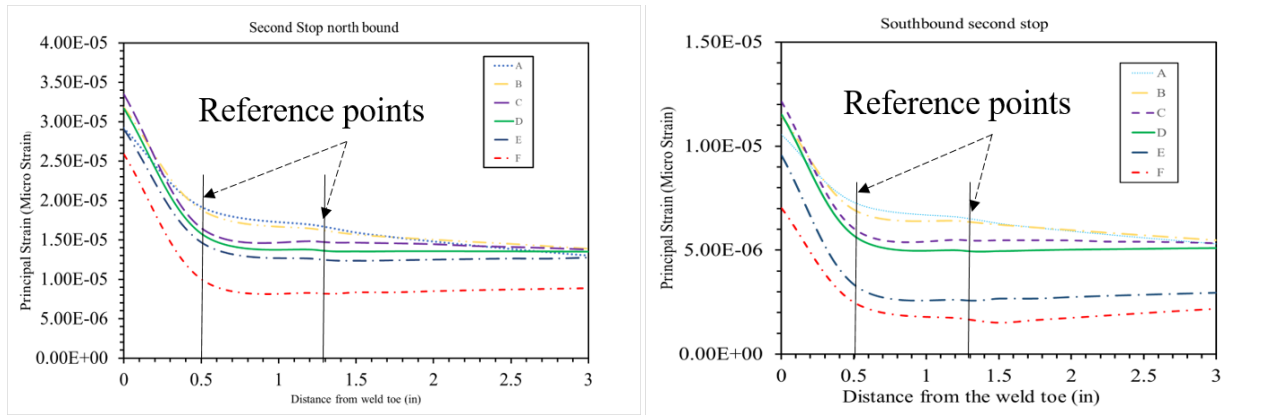 Second Stop north bound
4.00E-05
3.50E-05
3.00E-05
2.50E-05
2.00E-05
1.50E-05
1.00E-05
5.00E-06
0.00E+00
Principal Strain (Micro Strain)
A
B
C
D
E
F
Reference points
0 0.5 1 1.5 2 2.5 3
Distance from weld toe (in)
Southbound second stop
1.50E-05
1.00E-05
5.00E-06
0.00E+00
Principal Strain (Micro Strain)
A
B
C
D
E
F
Reference points
0 0.5 1 1.5 2 2.5 3
Distance from the weld toe (in)